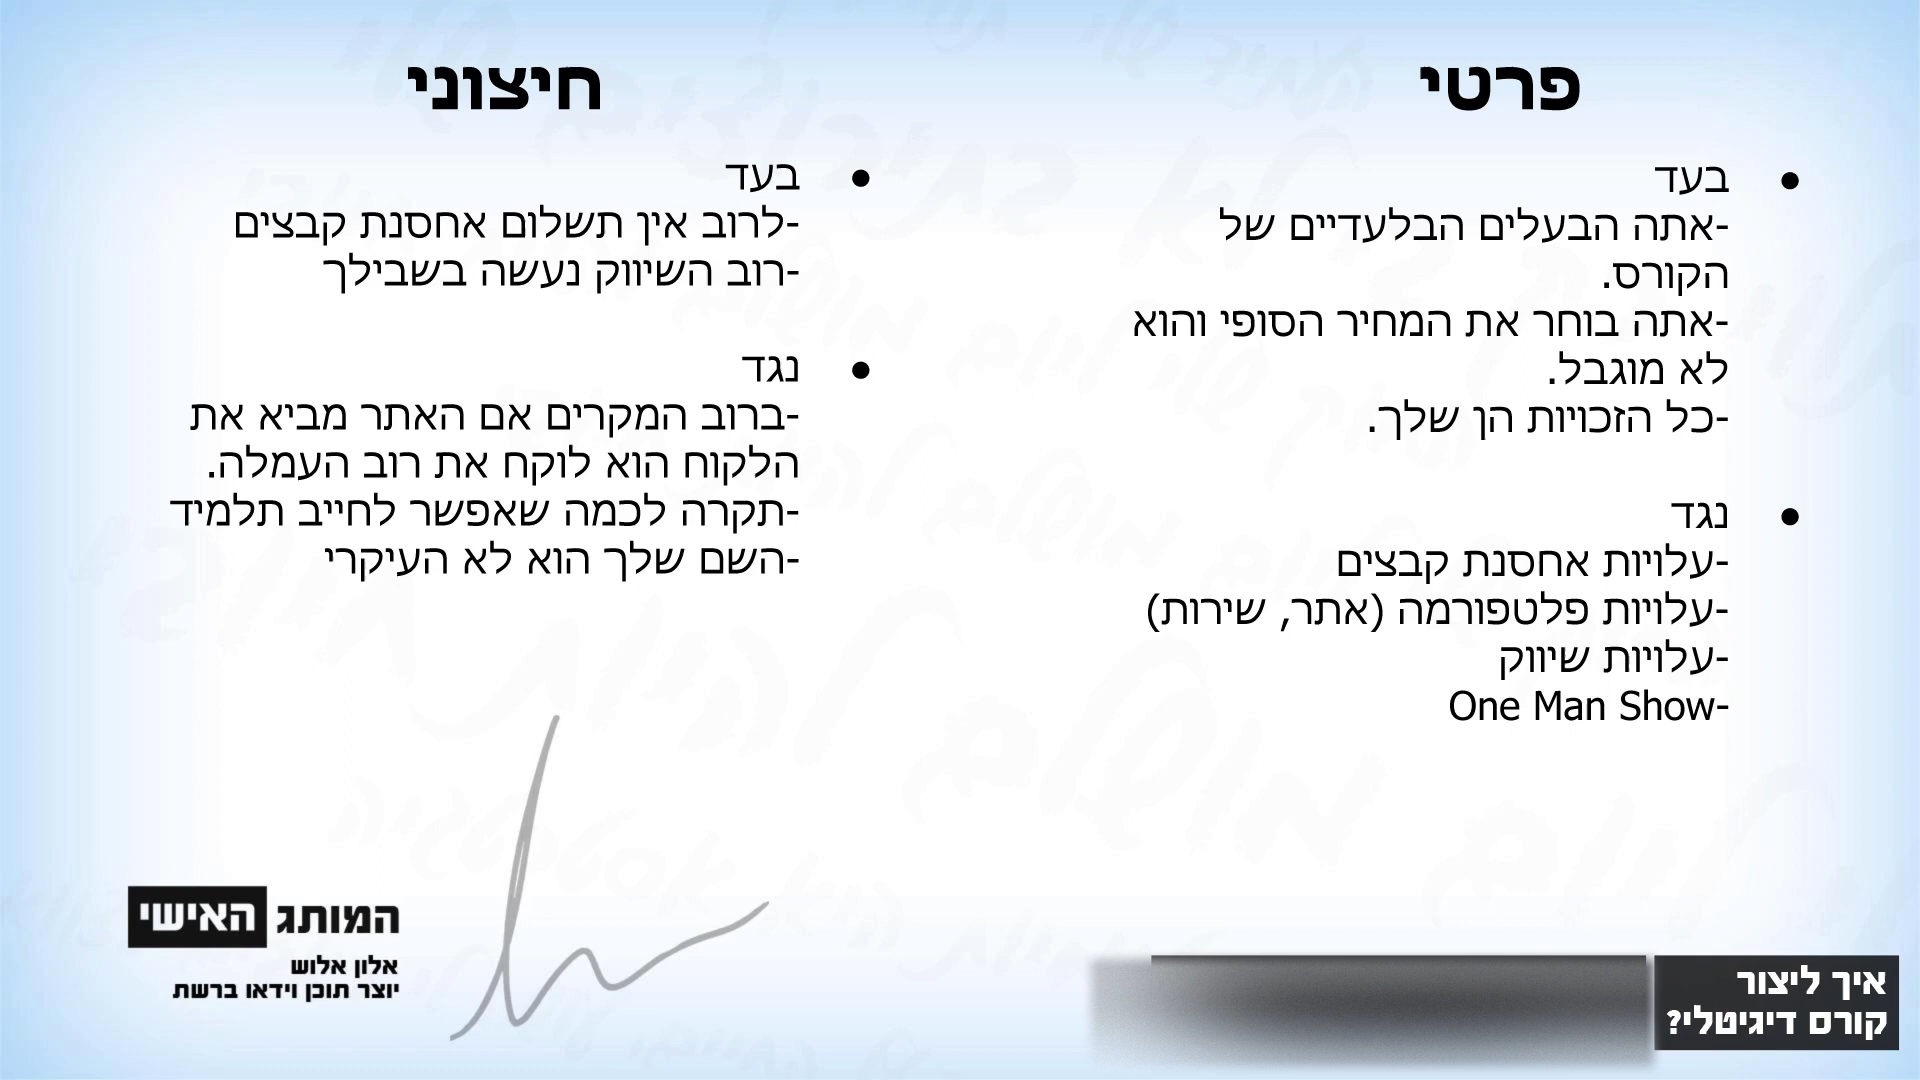 פרטי
• בעד
-אתה הבעלים הבלעדיים של
הקורס.
-אתה בוחר את המחיר הסופי והוא
לא מוגבל.
-כל הזכויות הן שלך.
• נגד
-עלויות אחסנת קבצים
-עלויות פלטפורמה (אתר, שירות)
-עלויות שיווק
-One Man Show
חיצוני
• בעד
-לרוב אין תשלום אחסנת קבצים
-רוב השיווק נעשה בשבילך
• נגד
-ברוב המקרים אם האתר מביא את
הלקוח הוא לוקח את רוב העמלה.
-תקרה לכמה שאפשר לחייב תלמיד
-השם שלך הוא לא העיקרי
איך ליצור
קורס דיגיטלי?
המותג האישי
אלון אלוש
יוצר תוכן וידאו ברשת